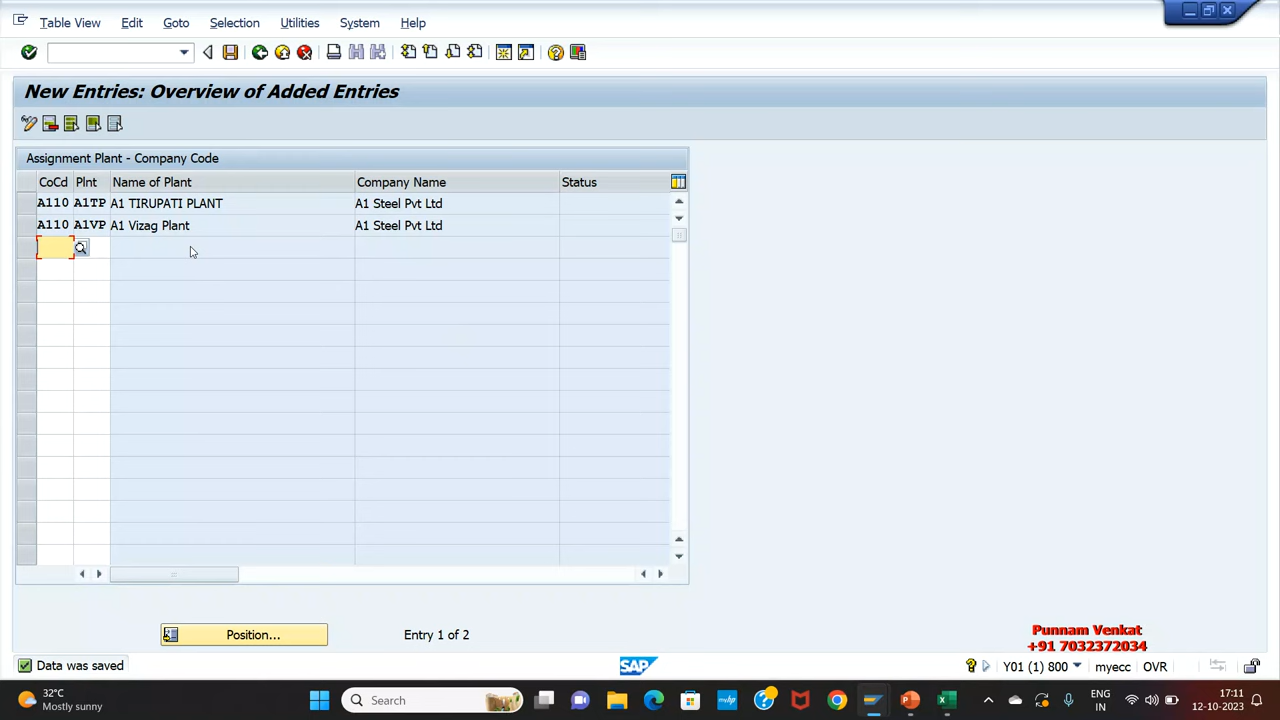 Table View Edit Goto Selection Utilities System Help
New Entries: Overview of Added Entries
Assignment Plant - Company Code
CoCd Plnt Name of Plant Company Name Status
A110 A1TP A1 TIRUPATI PLANT A1 Steel Pvt Ltd
A110 A1VP A1 Vizag Plant A1 Steel Pvt Ltd
Position... Entry 1 of 2
Punnam Venkat
+91 7032372034
Data was saved SAP Y01 (1) 800 myecc OVR
32°C
Mostly sunny
Search
mhp
ENG
IN
17:11
12-10-2023